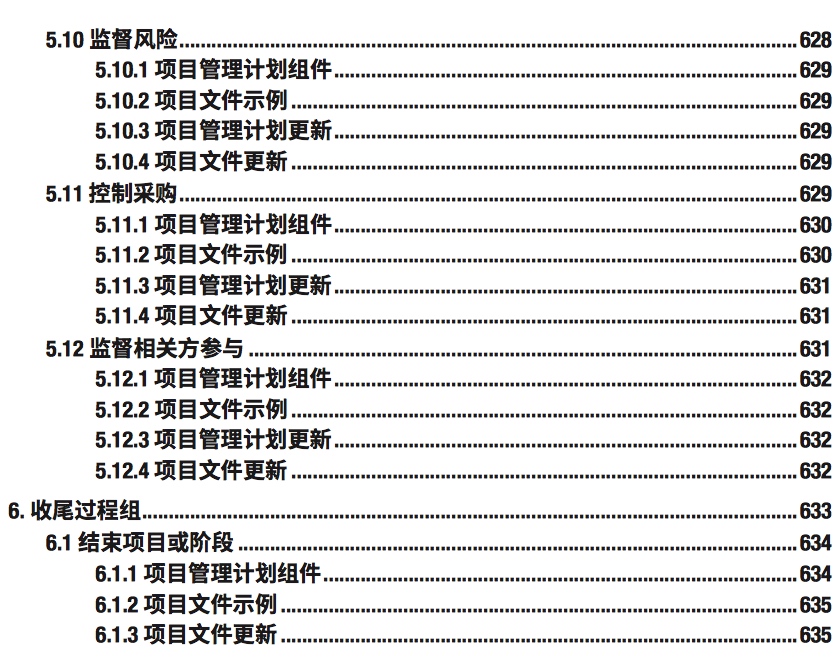 5.10 监督风险........................................628
5.10.1 项目管理计划组件........................................629
5.10.2 项目文件示例........................................629
5.10.3 项目管理计划更新........................................629
5.10.4 项目文件更新........................................629
5.11 控制采购........................................629
5.11.1 项目管理计划组件........................................630
5.11.2 项目文件示例........................................630
5.11.3 项目管理计划更新........................................631
5.11.4 项目文件更新........................................631
5.12 监督相关方参与........................................631
5.12.1 项目管理计划组件........................................632
5.12.2 项目文件示例........................................632
5.12.3 项目管理计划更新........................................632
5.12.4 项目文件更新........................................632
6. 收尾过程组........................................633
6.1 结束项目或阶段........................................634
6.1.1 项目管理计划组件........................................634
6.1.2 项目文件示例........................................635
6.1.3 项目文件更新........................................635